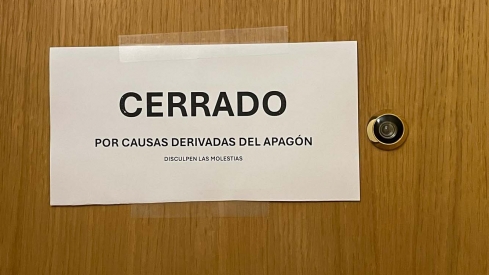 CERRADO
POR CAUSAS DERIVADAS DEL APAGÓN
DISCULPEN LAS MOLESTIAS